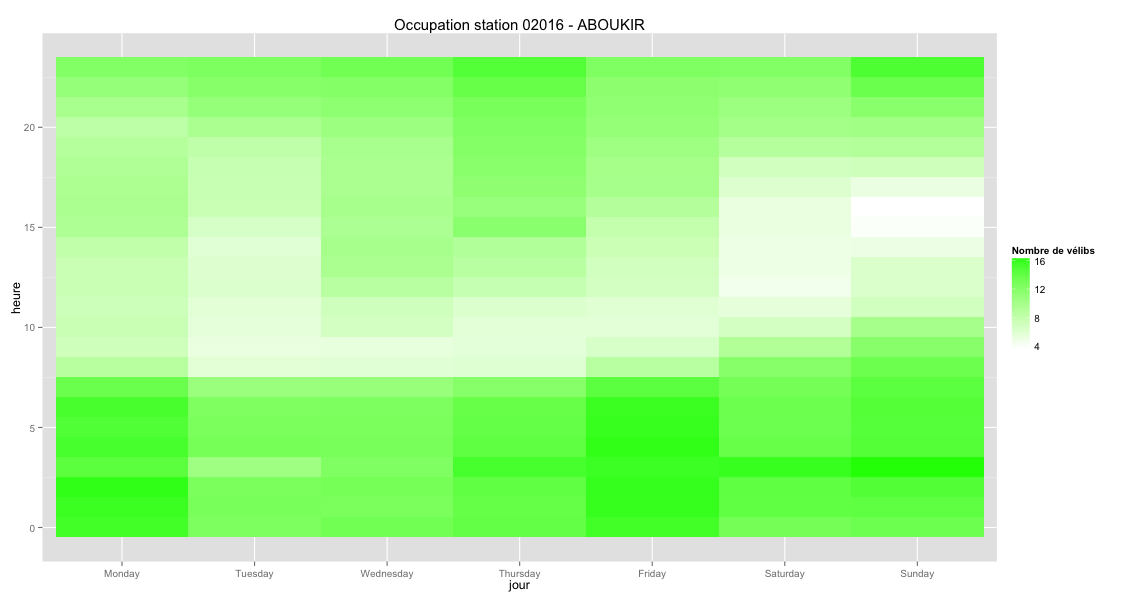 Occupation station 02016 - ABOUKIR
heure
20
15
10
5
0
Monday Tuesday Wednesday Thursday Friday Saturday Sunday
jour
Nombre de vélibs
16
12
8
4